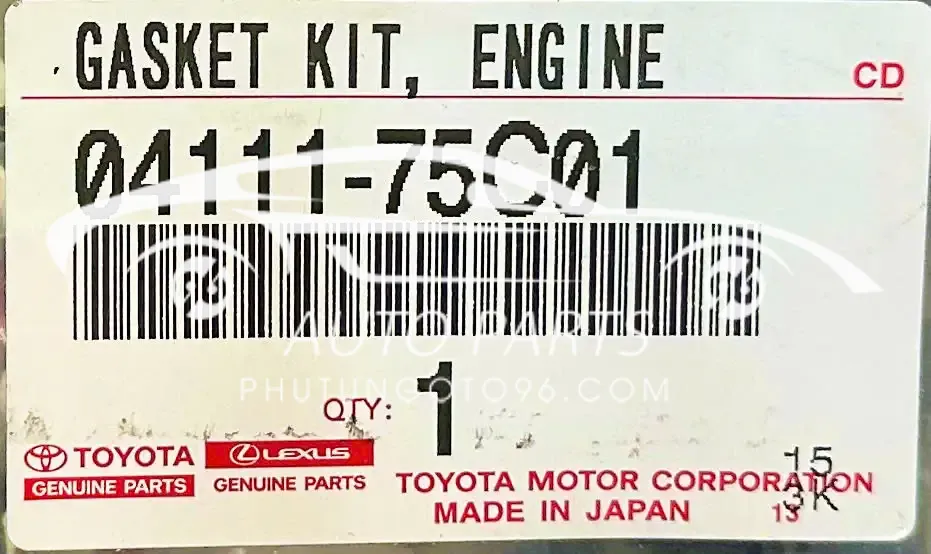 GASKET KIT, ENGINE
CD
04111-75C01
AUTO PARTS
PHUTUNGOTO96.COM
QTY: 1
TOYOTA
GENUINE PARTS
LEXUS
GENUINE PARTS
TOYOTA MOTOR CORPORATION
MADE IN JAPAN
13
15
3K